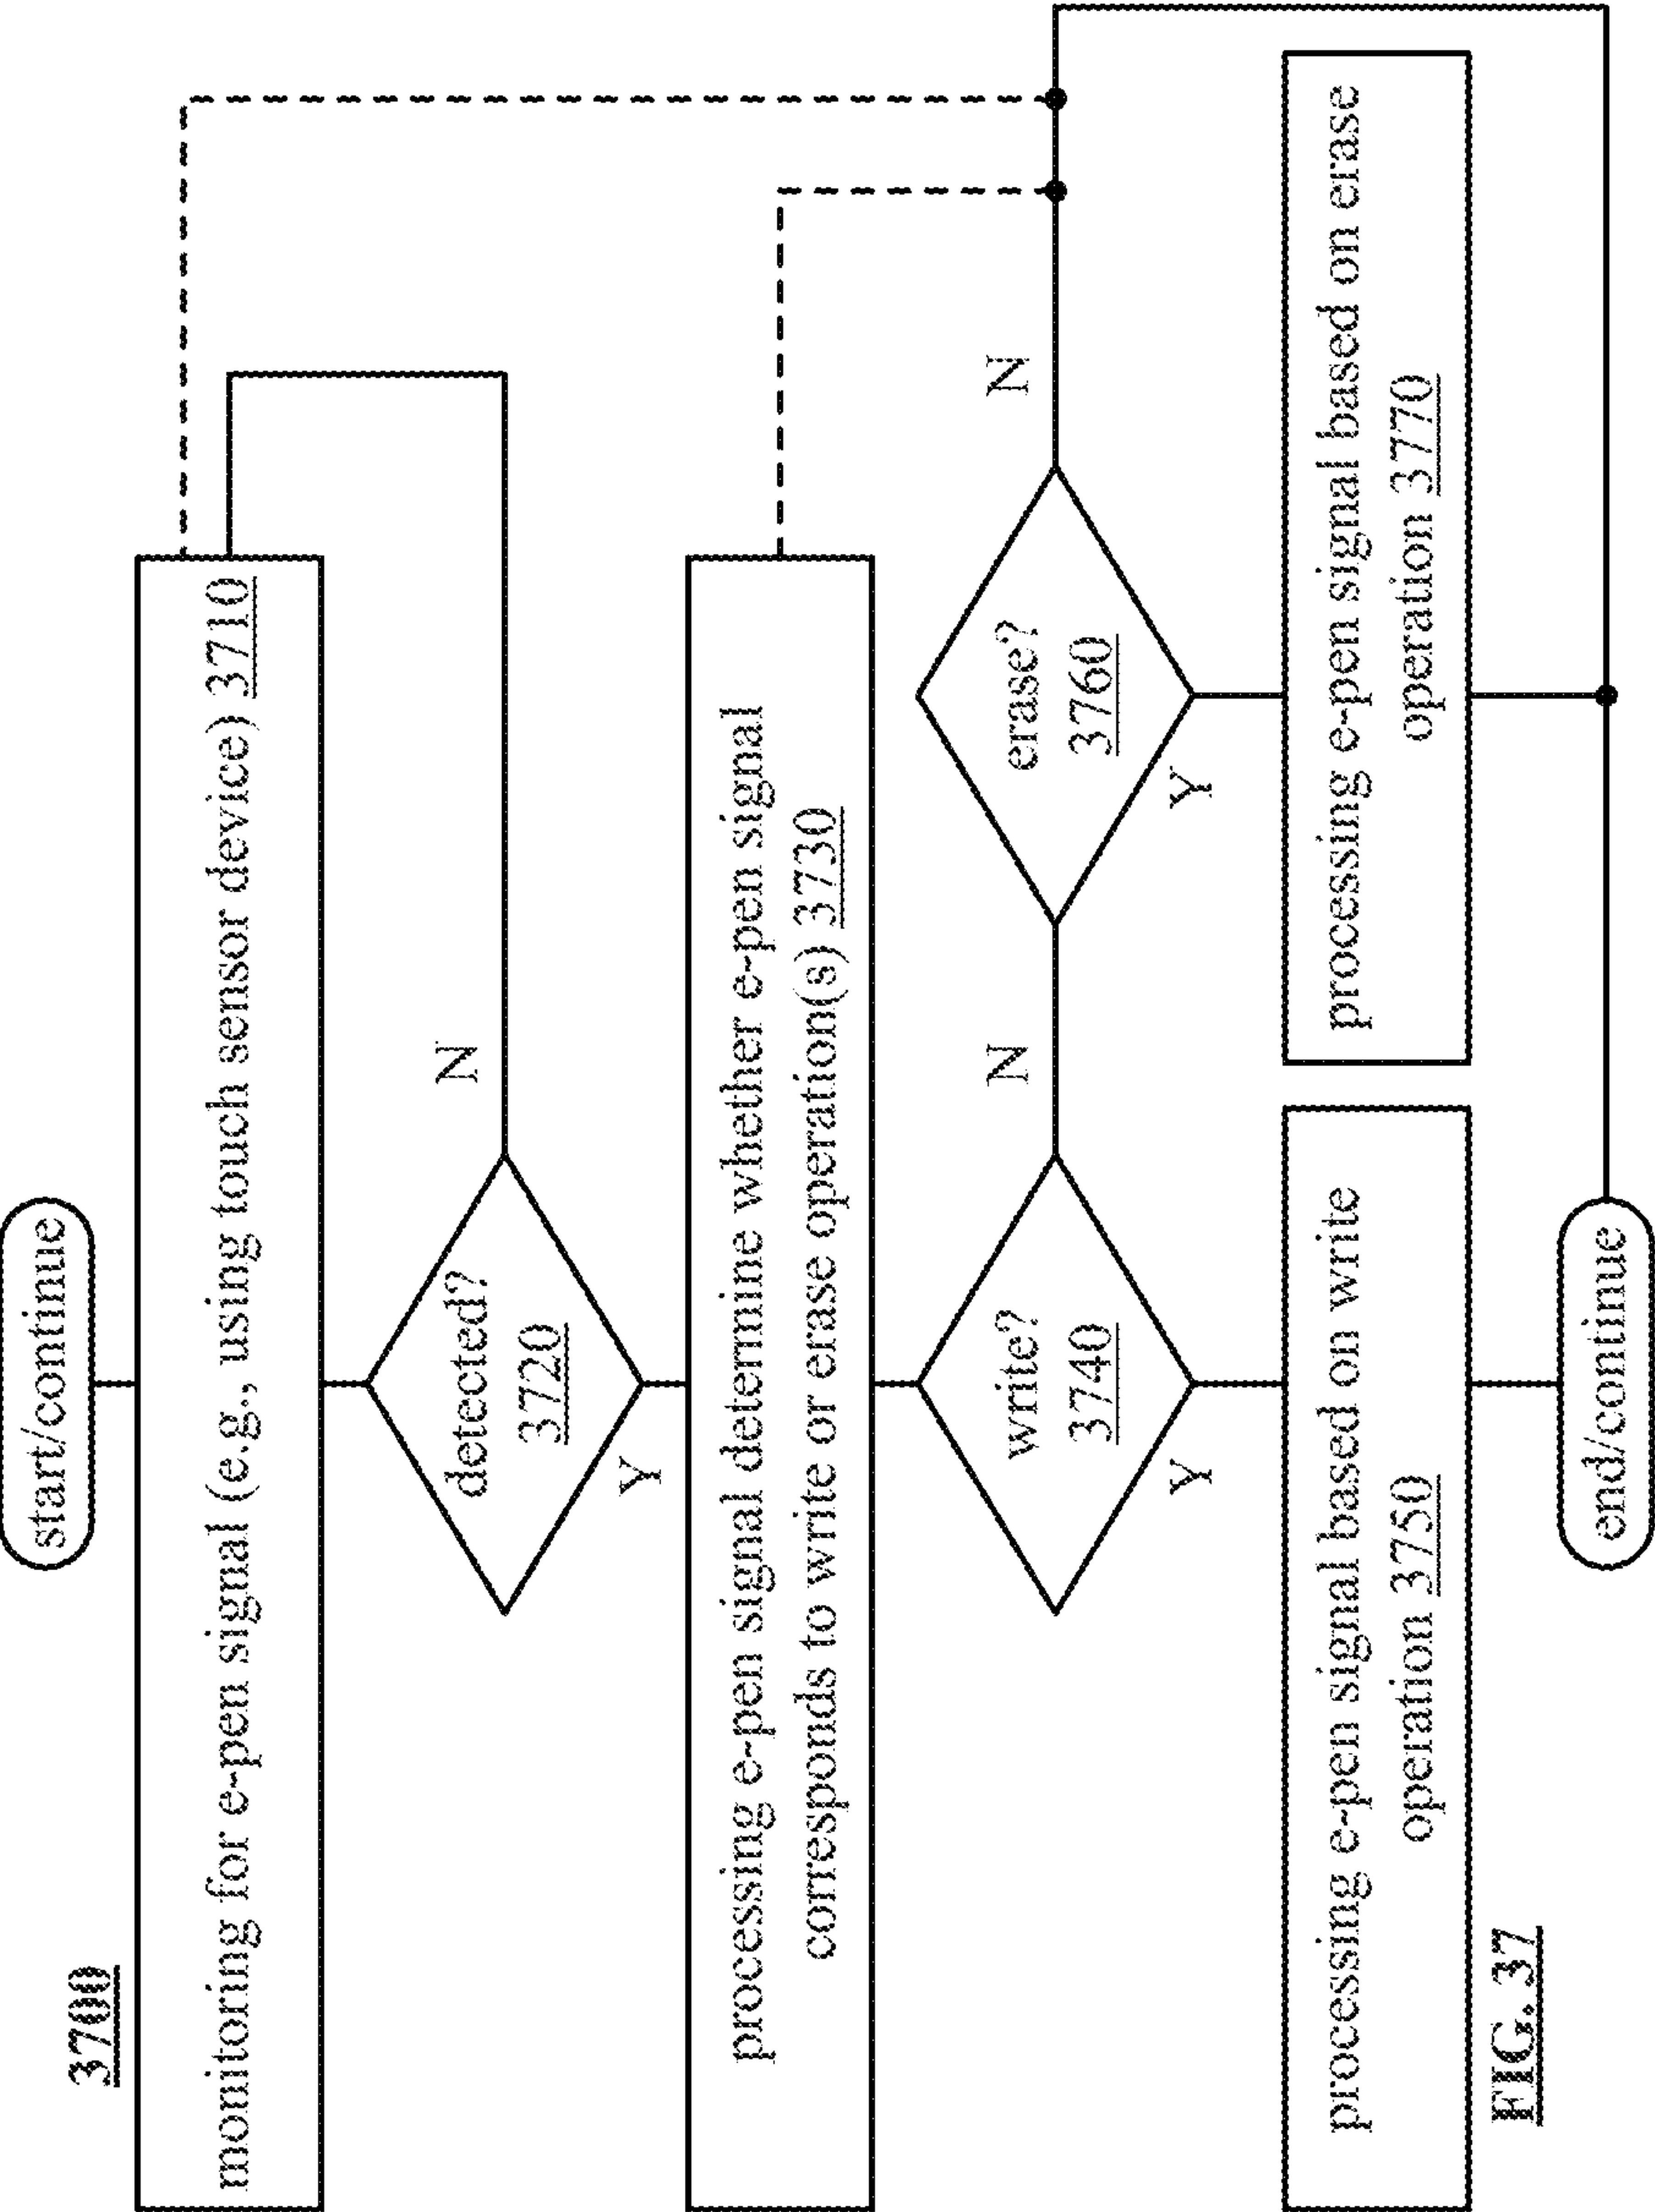 3700
start/continue
monitoring for e-pen signal (e.g., using touch sensor device) 3710
detected?
3720
N
Y
processing e-pen signal determine whether e-pen signal
corresponds to write or erase operation(s) 3730
write?
3740
N
Y
erase?
3760
N
Y
processing e-pen signal based on write
operation 3750
processing e-pen signal based on erase
operation 3770
end/continue
FIG. 37